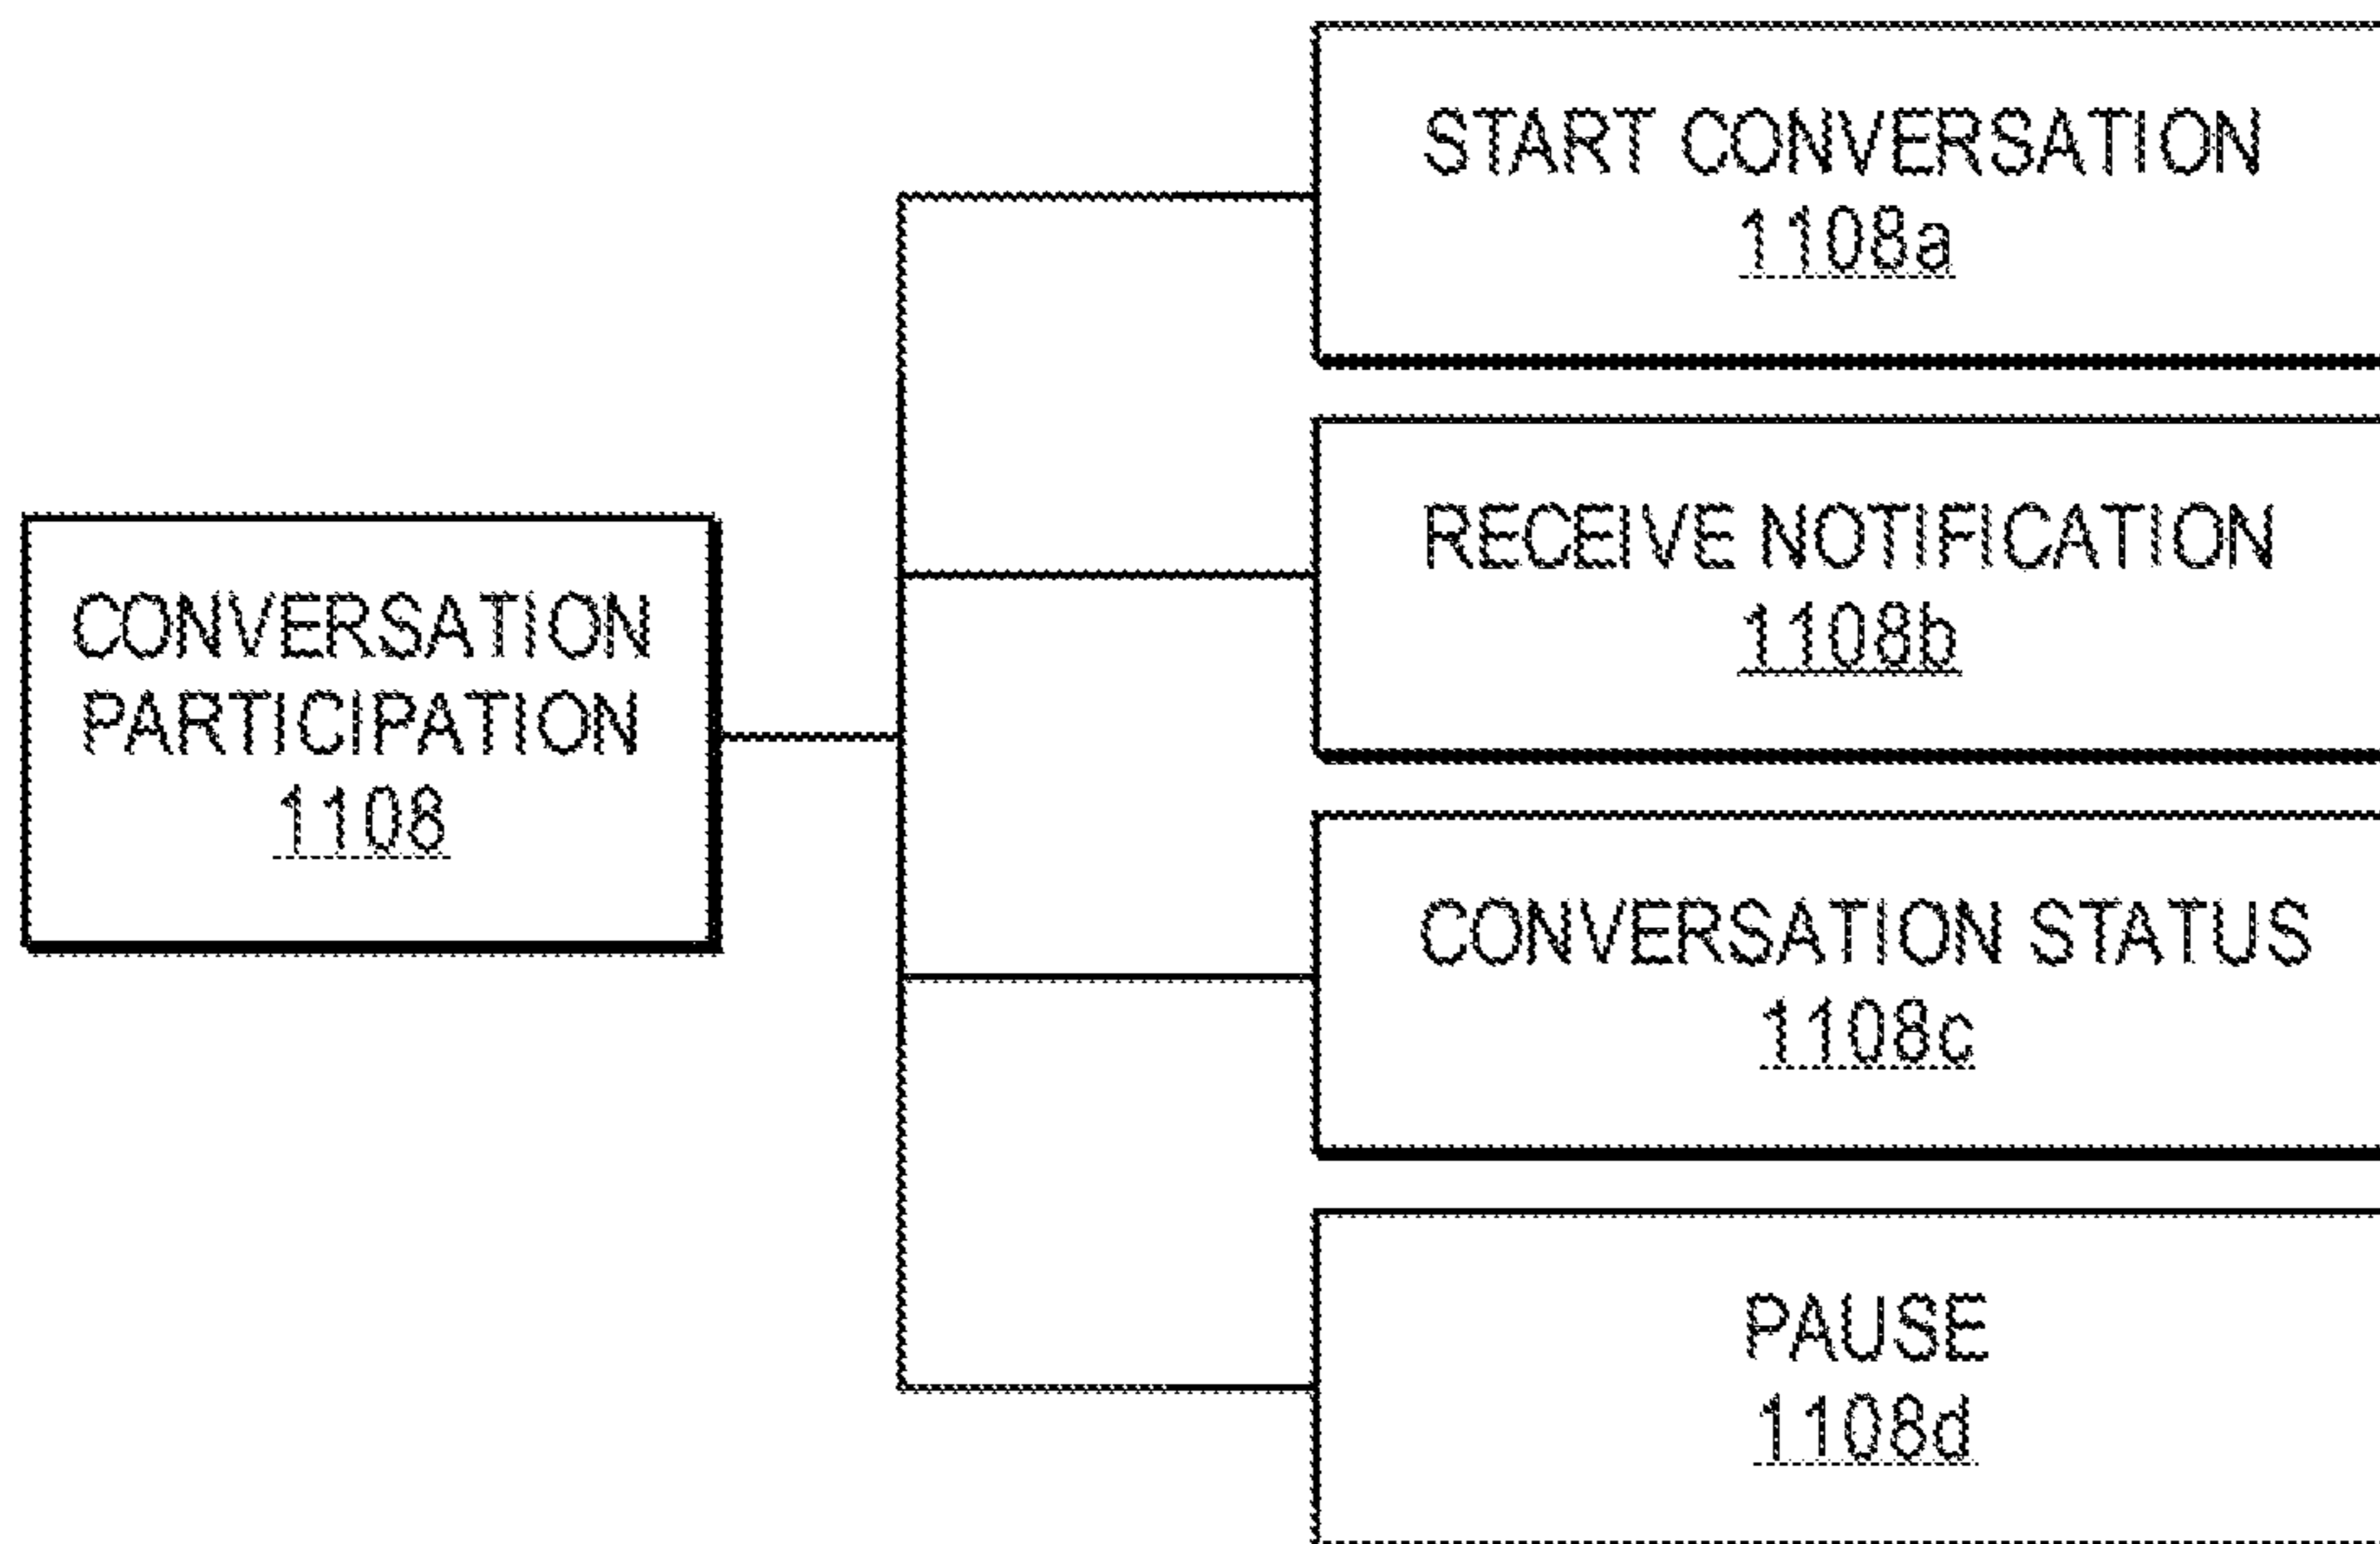 START CONVERSATION
1108a
RECEIVE NOTIFICATION
1108b
CONVERSATION
PARTICIPATION
1108
CONVERSATION STATUS
1108c
PAUSE
1108d